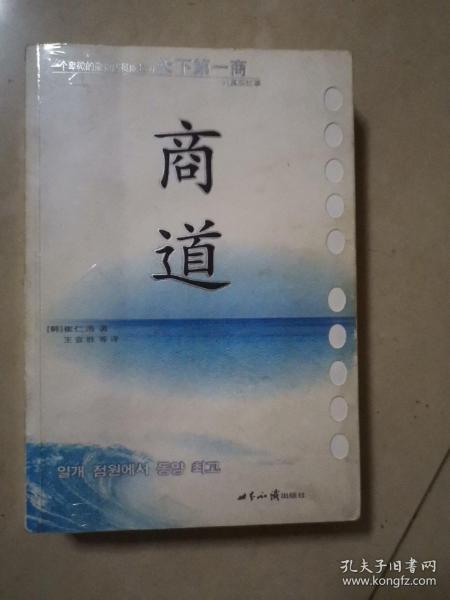 天下第一商
商
道
[韩]崔仁浩 著
王宜胜 等 译
일개 점원에서 동양 최고
世界知识出版社
孔夫子旧书网
www.kongfz.com